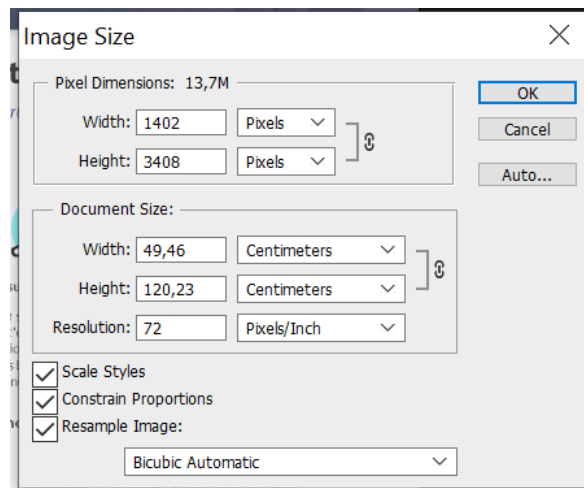 Image Size
Pixel Dimensions: 13,7M
Width: 1402 Pixels
Height: 3408 Pixels
OK
Cancel
Auto...
Document Size:
Width: 49,46 Centimeters
Height: 120,23 Centimeters
Resolution: 72 Pixels/Inch
Scale Styles
Constrain Proportions
Resample Image:
Bicubic Automatic